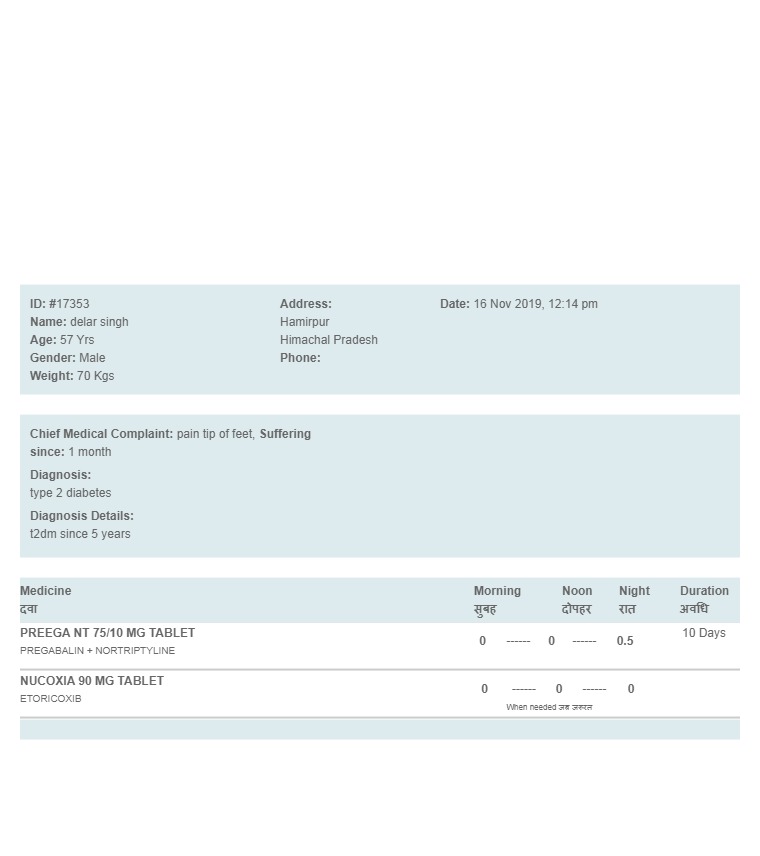 ID: #17353
Name: delar singh
Age: 57 Yrs
Gender: Male
Weight: 70 Kgs
Address:
Hamirpur
Himachal Pradesh
Phone:
Date: 16 Nov 2019, 12:14 pm
Chief Medical Complaint: pain tip of feet, Suffering
since: 1 month
Diagnosis:
type 2 diabetes
Diagnosis Details:
t2dm since 5 years
Medicine Morning Noon Night Duration
दवा सुबह दोपहर रात अवधि
PREEGA NT 75/10 MG TABLET 0 ------ 0 ------ 0.5 10 Days
PREGABALIN + NORTRIPTYLINE
NUCOXIA 90 MG TABLET 0 ------ 0 ------ 0
ETORICOXIB
When needed जब जरुरत